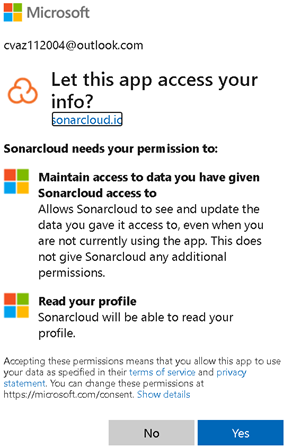 Microsoft
cvaz112004@outlook.com
Let this app access your
info?
sonarcloud.io
Sonarcloud needs your permission to:
Maintain access to data you have given
Sonarcloud access to
Allows Sonarcloud to see and update the
data you gave it access to, even when you
are not currently using the app. This does
not give Sonarcloud any additional
permissions.
Read your profile
Sonarcloud will be able to read your
profile.
Accepting these permissions means that you allow this app to use
your data as specified in their terms of service and privacy
statement. You can change these permissions at
https://microsoft.com/consent. Show details
No Yes